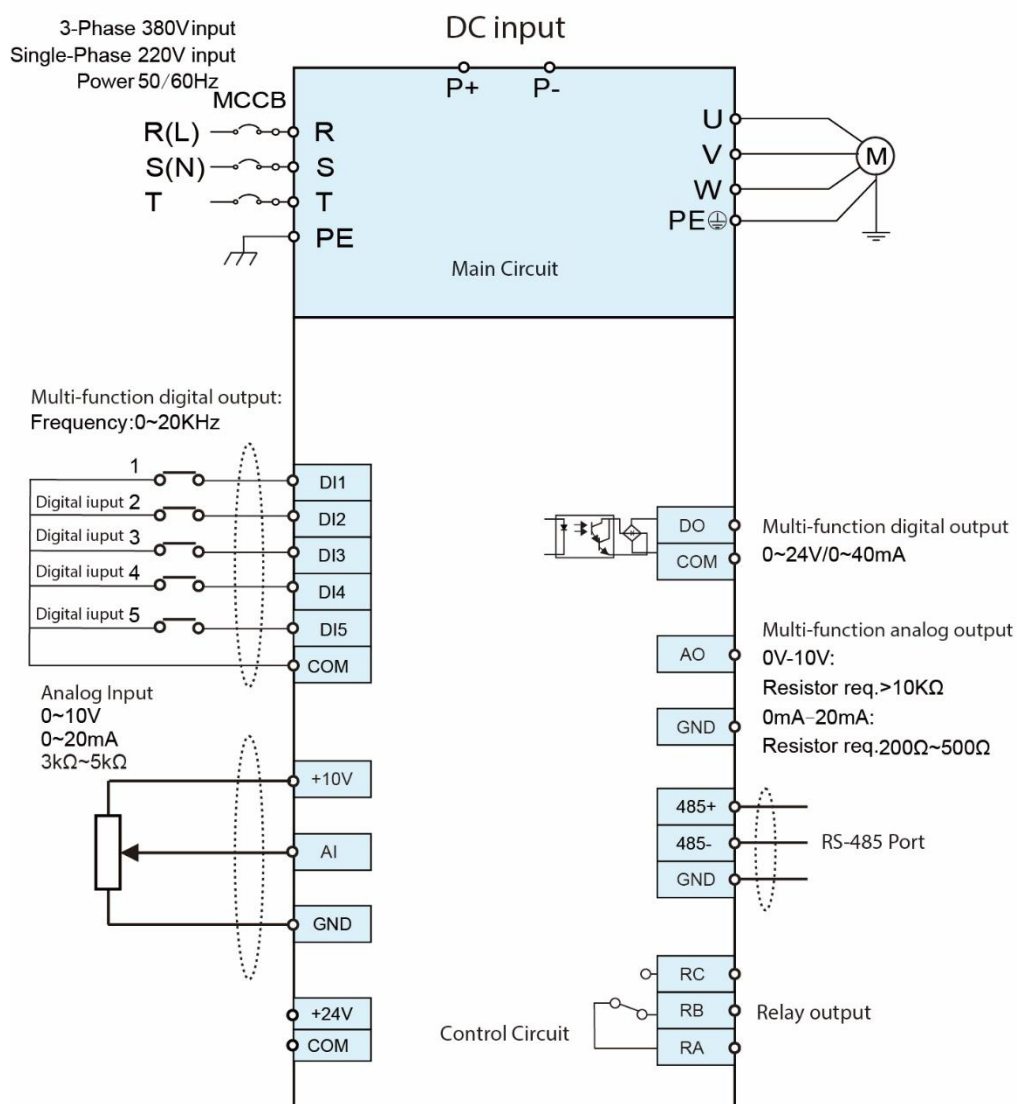 DC input
3-Phase 380Vinput
Single-Phase 220V input
Power 50/60Hz
MCCB
P+ P-
R(L) R
S(N) S
T T
PE
U
V
W
PE
M
Main Circuit
Multi-function digital output:
Frequency:0~20KHz
1 DI1
Digital iuput 2 DI2
Digital iuput 3 DI3
Digital iuput 4 DI4
Digital iuput 5 DI5
COM
Analog Input
0~10V
0~20mA
3kΩ~5kΩ
+10V
AI
GND
+24V
COM
DO
COM
Multi-function digital output
0~24V/0~40mA
AO
GND
Multi-function analog output
0V-10V:
Resistor req.>10KΩ
0mA-20mA:
Resistor req.200Ω~500Ω
485+
485-
GND
RS-485 Port
RC
RB
RA
Relay output
Control Circuit